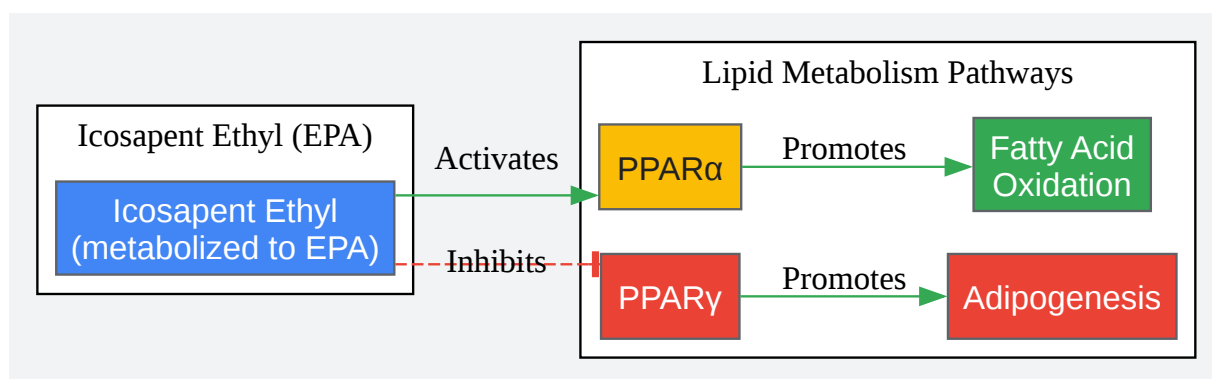 Lipid Metabolism Pathways
Icosapent Ethyl (EPA)
Icosapent Ethyl
(metabolized to EPA)
Activates
PPARα
Promotes
Fatty Acid
Oxidation
Inhibits
PPARγ
Promotes
Adipogenesis